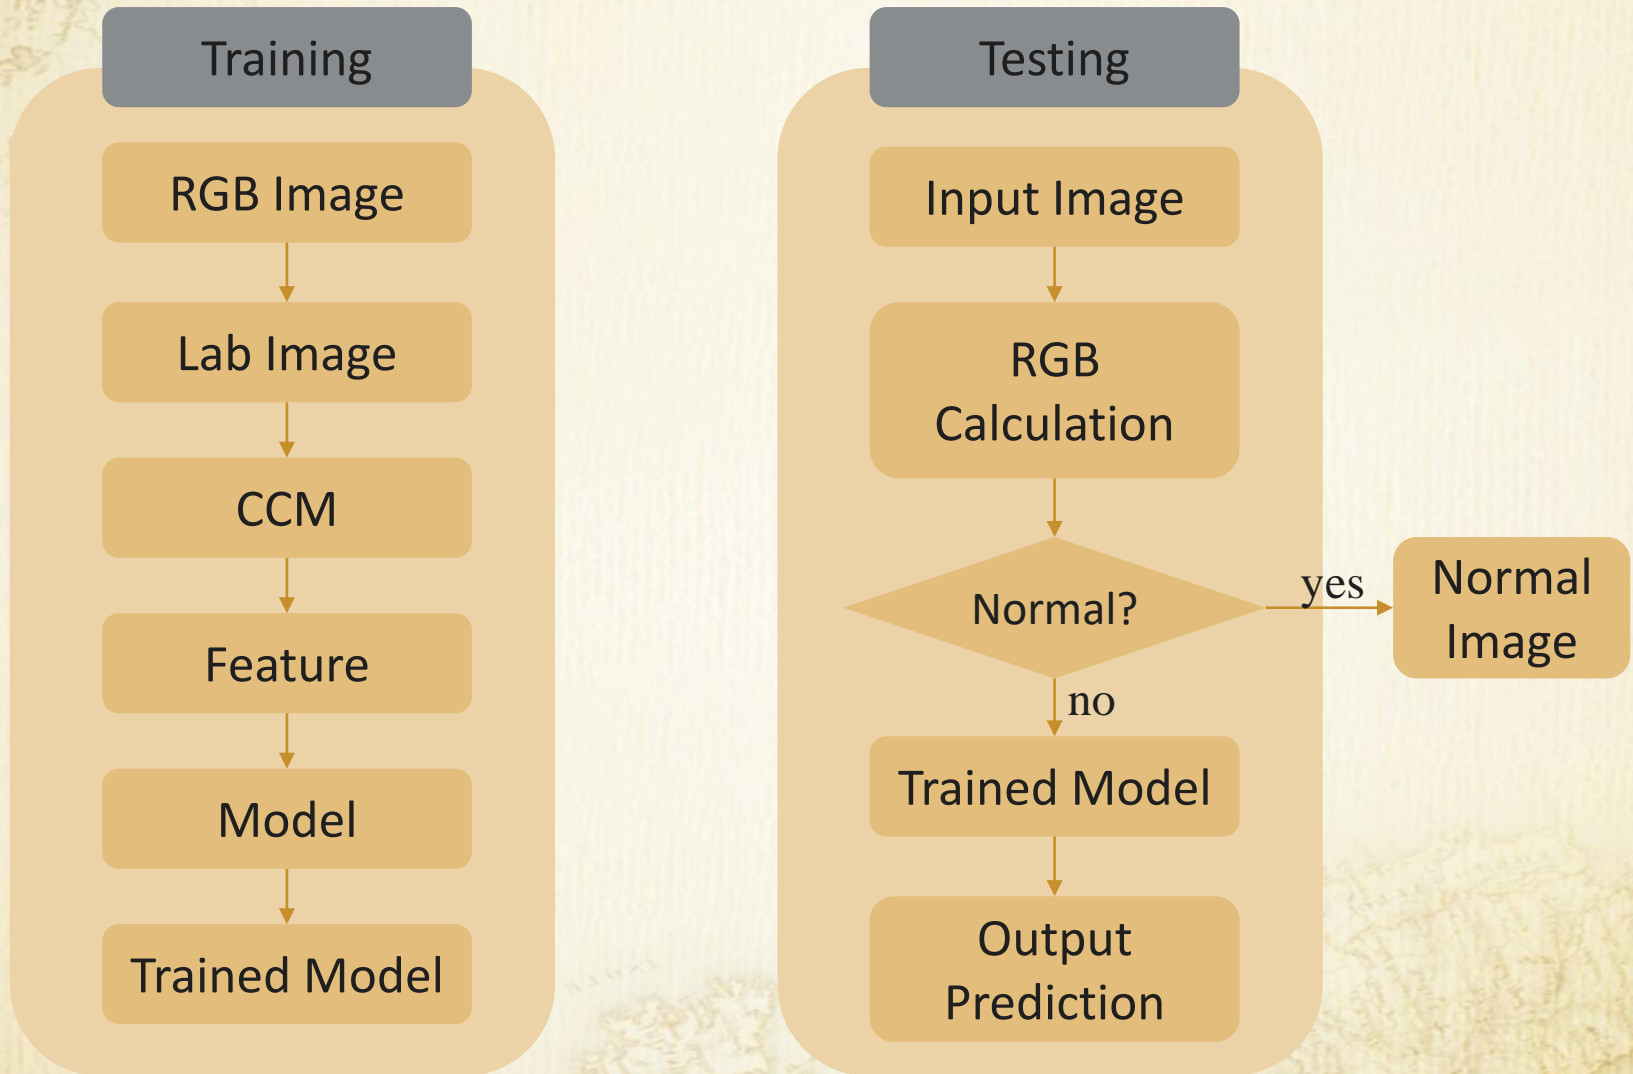 Training
RGB Image
Lab Image
CCM
Feature
Model
Trained Model
Testing
Input Image
RGB
Calculation
Normal?
yes
Normal
Image
no
Trained Model
Output
Prediction